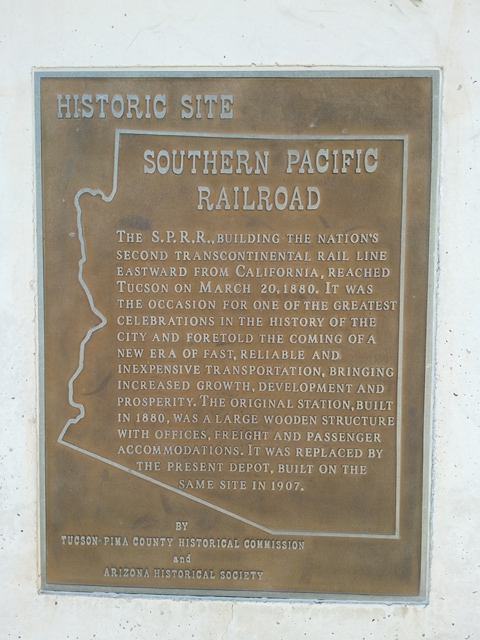 HISTORIC SITE
SOUTHERN PACIFIC
RAILROAD
THE S.P.R.R., BUILDING THE NATION'S
SECOND TRANSCONTINENTAL RAIL LINE
EASTWARD FROM CALIFORNIA, REACHED
TUCSON ON MARCH 20, 1880. IT WAS
THE OCCASION FOR ONE OF THE GREATEST
CELEBRATIONS IN THE HISTORY OF THE
CITY AND FORETOLD THE COMING OF A
NEW ERA OF FAST, RELIABLE AND
INEXPENSIVE TRANSPORTATION, BRINGING
INCREASED GROWTH, DEVELOPMENT AND
PROSPERITY. THE ORIGINAL STATION, BUILT
IN 1880, WAS A LARGE WOODEN STRUCTURE
WITH OFFICES, FREIGHT AND PASSENGER
ACCOMMODATIONS. IT WAS REPLACED BY
THE PRESENT DEPOT, BUILT ON THE
SAME SITE IN 1907.
BY
TUCSON-PIMA COUNTY HISTORICAL COMMISSION
and
ARIZONA HISTORICAL SOCIETY